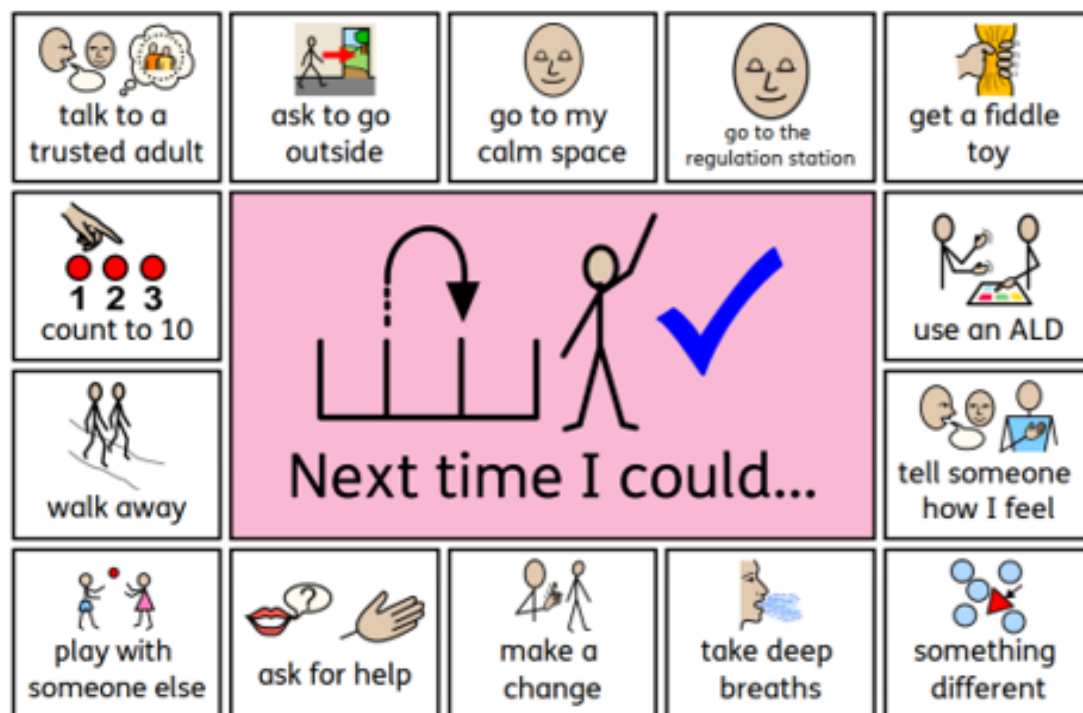 talk to a
trusted adult
ask to go
outside
go to my
calm space
go to the
regulation station
get a fiddle
toy
1 2 3
count to 10
use an ALD
walk away
Next time I could...
tell someone
how I feel
play with
someone else
?
ask for help
make a
change
take deep
breaths
something
different